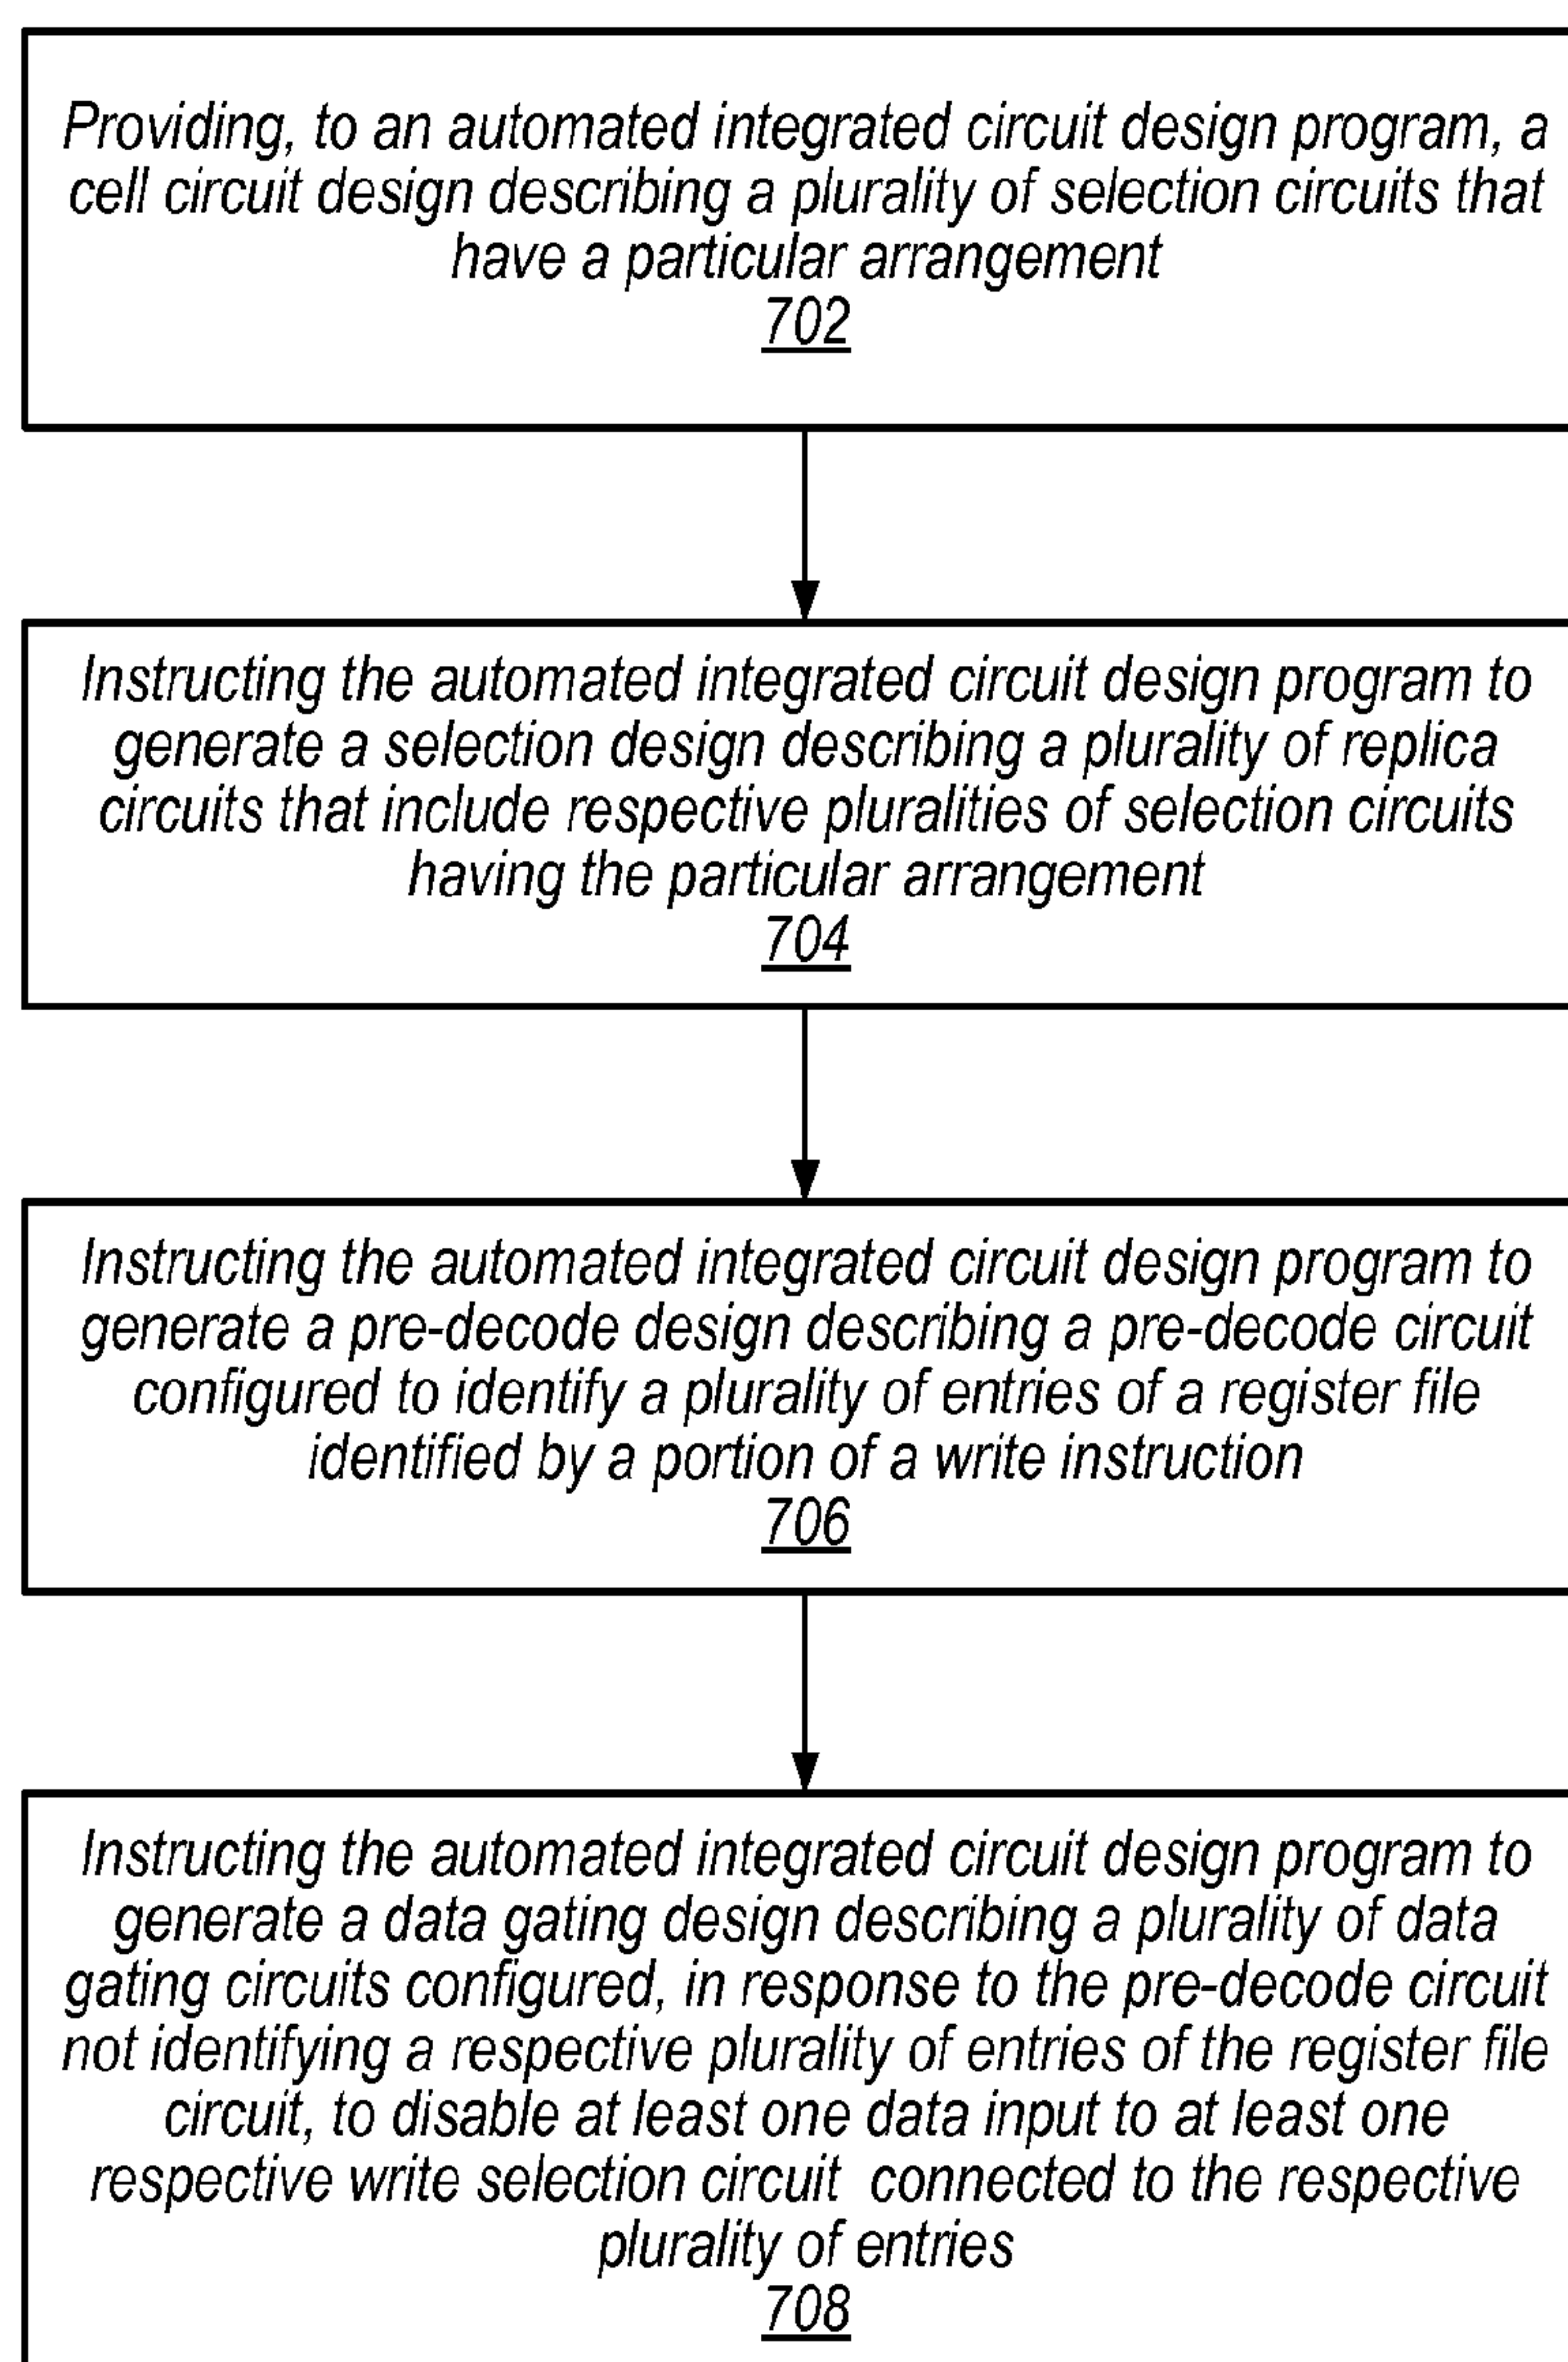 Providing, to an automated integrated circuit design program, a
cell circuit design describing a plurality of selection circuits that
have a particular arrangement
702
Instructing the automated integrated circuit design program to
generate a selection design describing a plurality of replica
circuits that include respective pluralities of selection circuits
having the particular arrangement
704
Instructing the automated integrated circuit design program to
generate a pre-decode design describing a pre-decode circuit
configured to identify a plurality of entries of a register file
identified by a portion of a write instruction
706
Instructing the automated integrated circuit design program to
generate a data gating design describing a plurality of data
gating circuits configured, in response to the pre-decode circuit
not identifying a respective plurality of entries of the register file
circuit, to disable at least one data input to at least one
respective write selection circuit connected to the respective
plurality of entries
708